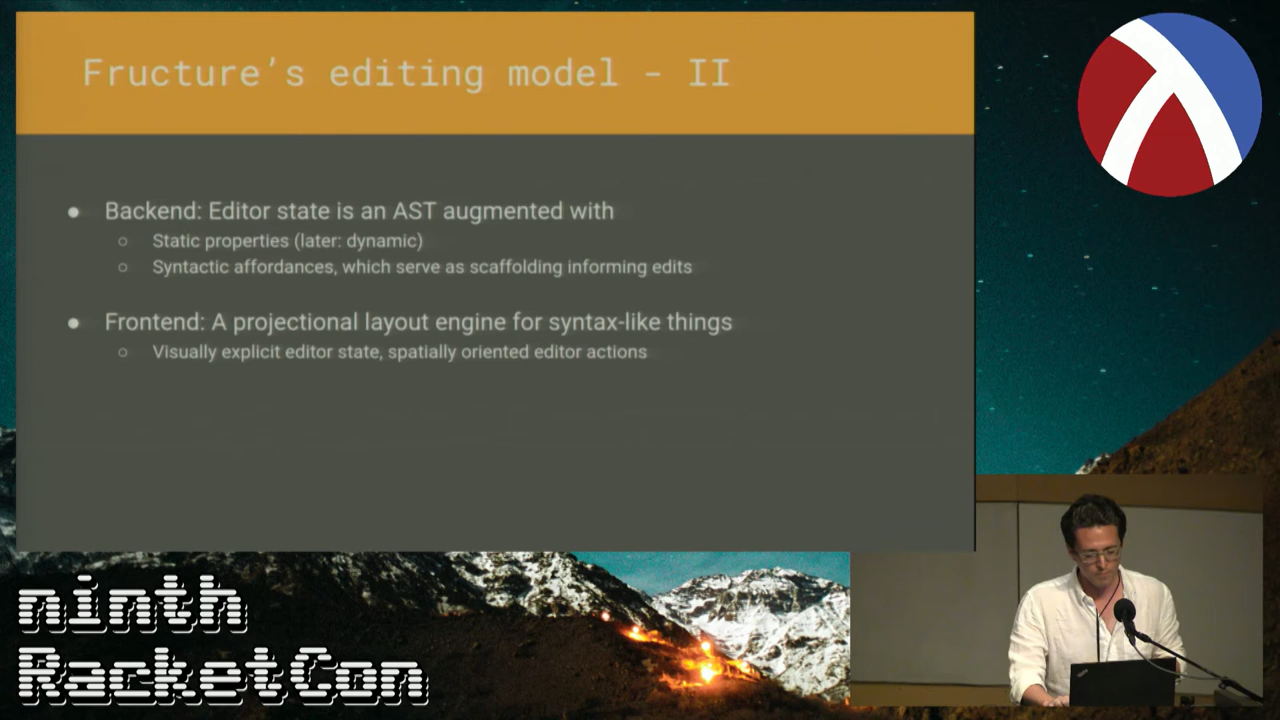 Fructure's editing model - II
Backend: Editor state is an AST augmented with
Static properties (later: dynamic)
Syntactic affordances, which serve as scaffolding informing edits
Frontend: A projectional layout engine for syntax-like things
Visually explicit editor state, spatially oriented editor actions
ninth
RacketCon